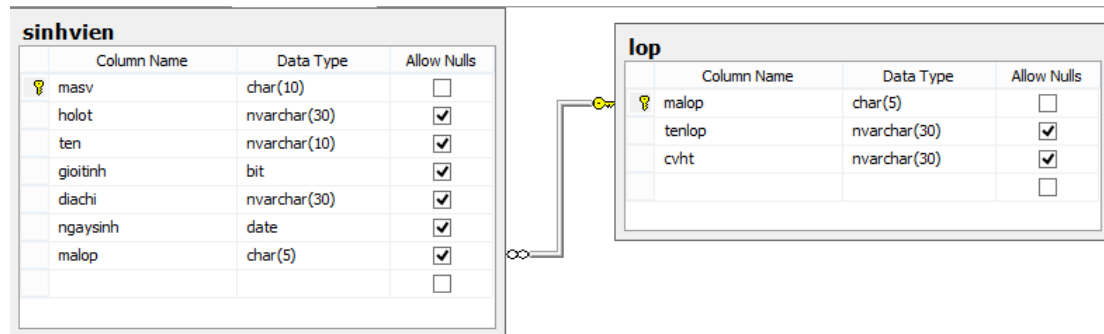 sinhvien
Column Name Data Type Allow Nulls
masv char(10)
holot nvarchar(30)
ten nvarchar(10)
gioitinh bit
diachi nvarchar(30)
ngaysinh date
malop char(5)
lop
Column Name Data Type Allow Nulls
malop char(5)
tenlop nvarchar(30)
cvht nvarchar(30)